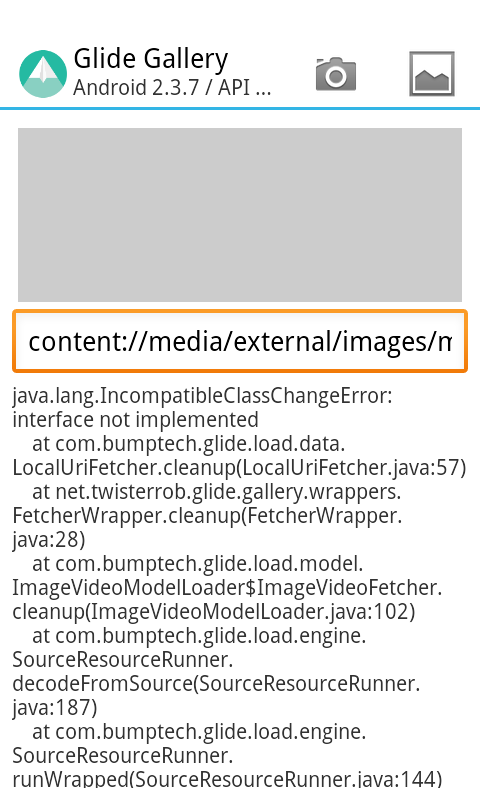 Glide Gallery
Android 2.3.7 / API ...
content://media/external/images/m
java.lang.IncompatibleClassChangeError:
interface not implemented
at com.bumptech.glide.load.data.
LocalUriFetcher.cleanup(LocalUriFetcher.java:57)
at net.twisterrob.glide.gallery.wrappers.
FetcherWrapper.cleanup(FetcherWrapper.
java:28)
at com.bumptech.glide.load.model.
ImageVideoModelLoader$ImageVideoFetcher.
cleanup(ImageVideoModelLoader.java:102)
at com.bumptech.glide.load.engine.
SourceResourceRunner.
decodeFromSource(SourceResourceRunner.
java:187)
at com.bumptech.glide.load.engine.
SourceResourceRunner.
runWrapped(SourceResourceRunner.java:144)